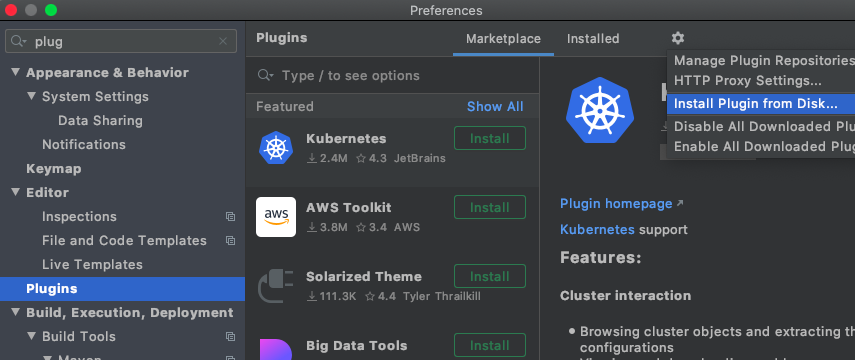 Preferences
plug
Appearance & Behavior
System Settings
Data Sharing
Notifications
Keymap
Editor
Inspections
File and Code Templates
Live Templates
Plugins
Build, Execution, Deployment
Build Tools
Maven
Plugins
Marketplace
Installed
Type / to see options
Featured
Show All
Kubernetes
Install
2.4M 4.3 JetBrains
aws
AWS Toolkit
Install
3.8M 3.4 AWS
Solarized Theme
Install
111.3K 4.4 Tyler Thrailkill
Big Data Tools
Install
Manage Plugin Repositories
HTTP Proxy Settings...
Install Plugin from Disk...
Disable All Downloaded Plu
Enable All Downloaded Plug
Plugin homepage
Kubernetes support
Features:
Cluster interaction
• Browsing cluster objects and extracting th
configurations